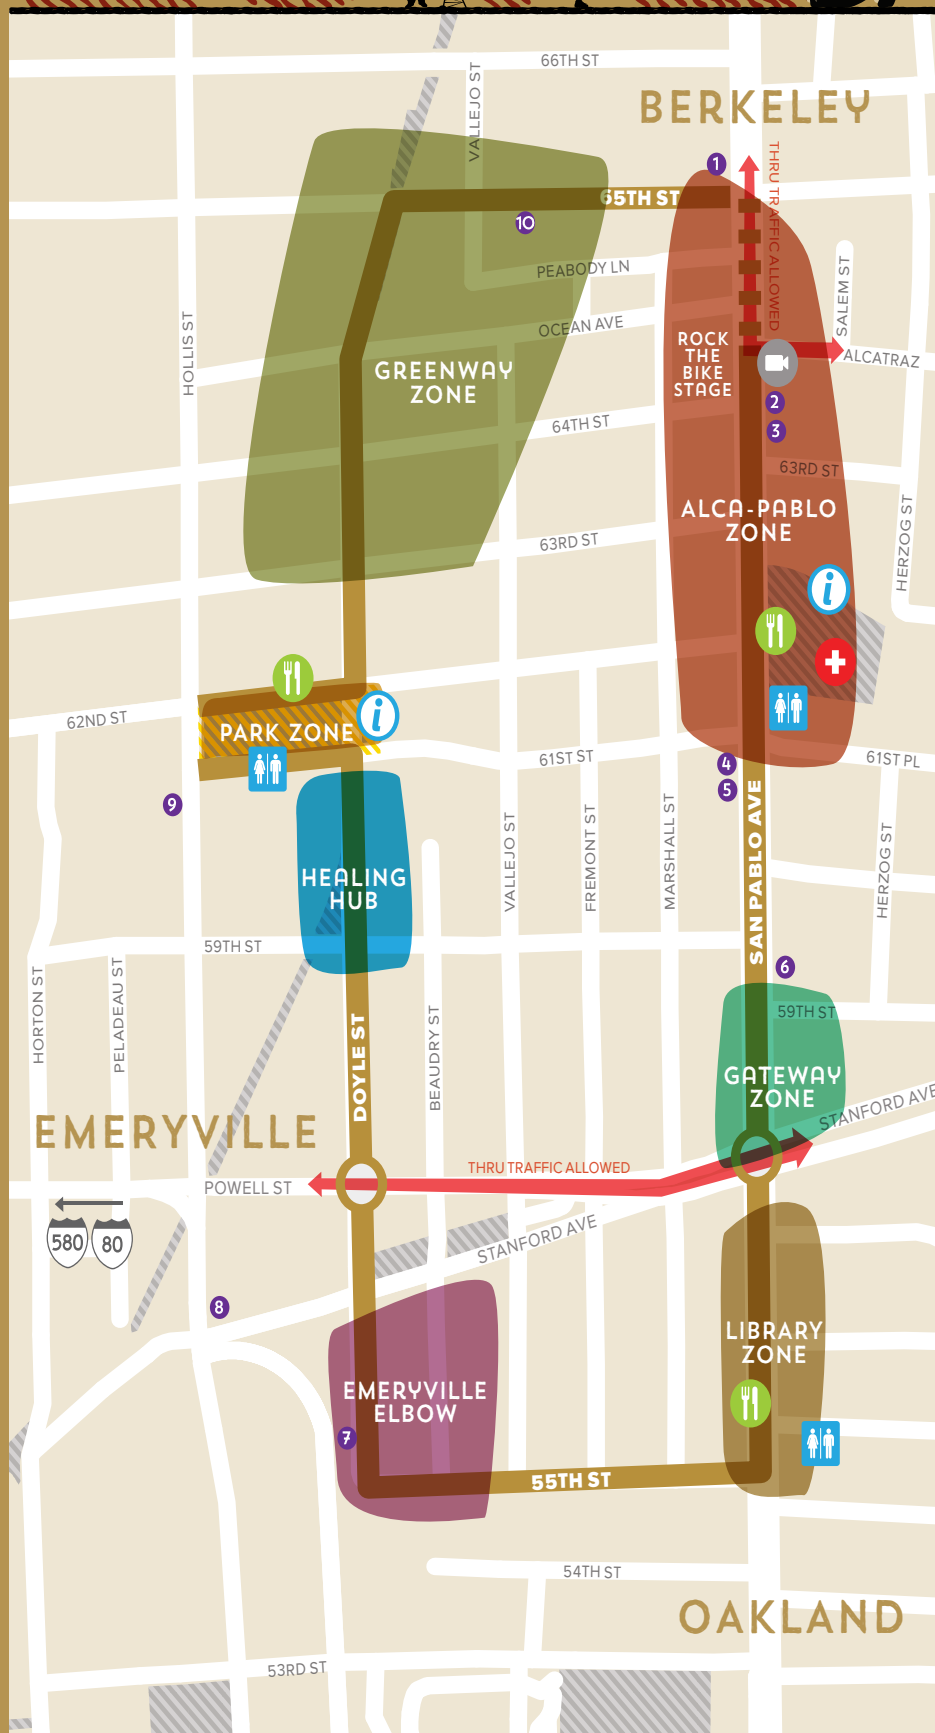 66TH ST
VALLEJO ST
BERKELEY
1
THRU TRAFFIC ALLOWED
65TH ST
10
PEABODY LN
SALEM ST
HOLLIS ST
OCEAN AVE
ROCK
THE
BIKE
STAGE
ALCATRAZ
GREENWAY
ZONE
2
3
64TH ST
63RD ST
ALCA-PABLO
ZONE
HERZOG ST
63RD ST
i
62ND ST
PARK ZONE
i
61ST ST
4
61ST PL
5
9
SAN PABLO AVE
VALLEJO ST
FREMONT ST
MARSHALL ST
HERZOG ST
HEALING
HUB
59TH ST
6
HORTON ST
PELADEAU ST
59TH ST
DOYLE ST
BEAUDRY ST
GATEWAY
ZONE
STANFORD AVE
EMERYVILLE
THRU TRAFFIC ALLOWED
POWELL ST
580
80
STANFORD AVE
8
LIBRARY
ZONE
EMERYVILLE
ELBOW
7
55TH ST
54TH ST
OAKLAND
53RD ST